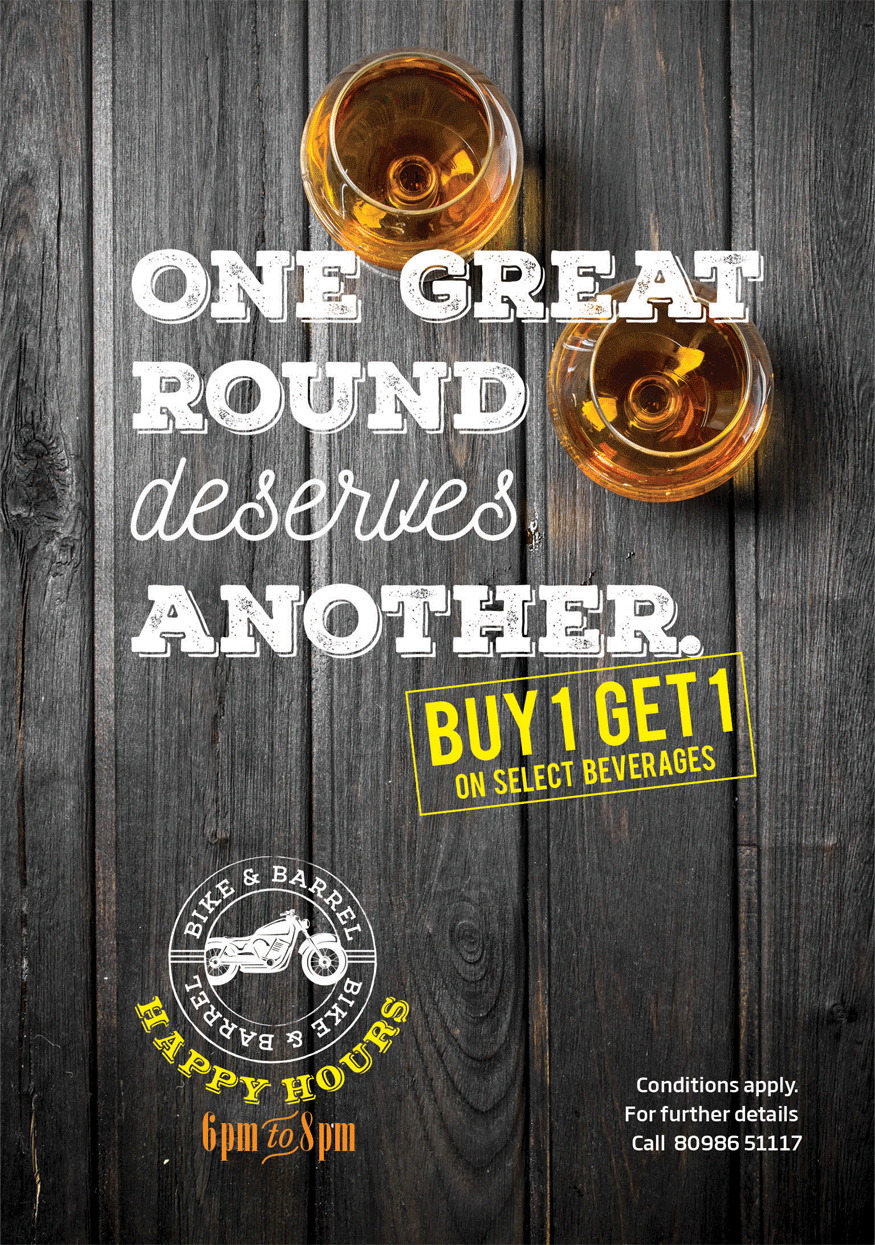 ONE GREAT
ROUND
deserves
ANOTHER.
BUY 1 GET 1
ON SELECT BEVERAGES
BIKE & BARREL
BIKE & BARREL
HAPPY HOURS
6pm to 8pm
Conditions apply.
For further details
Call 80986 51117